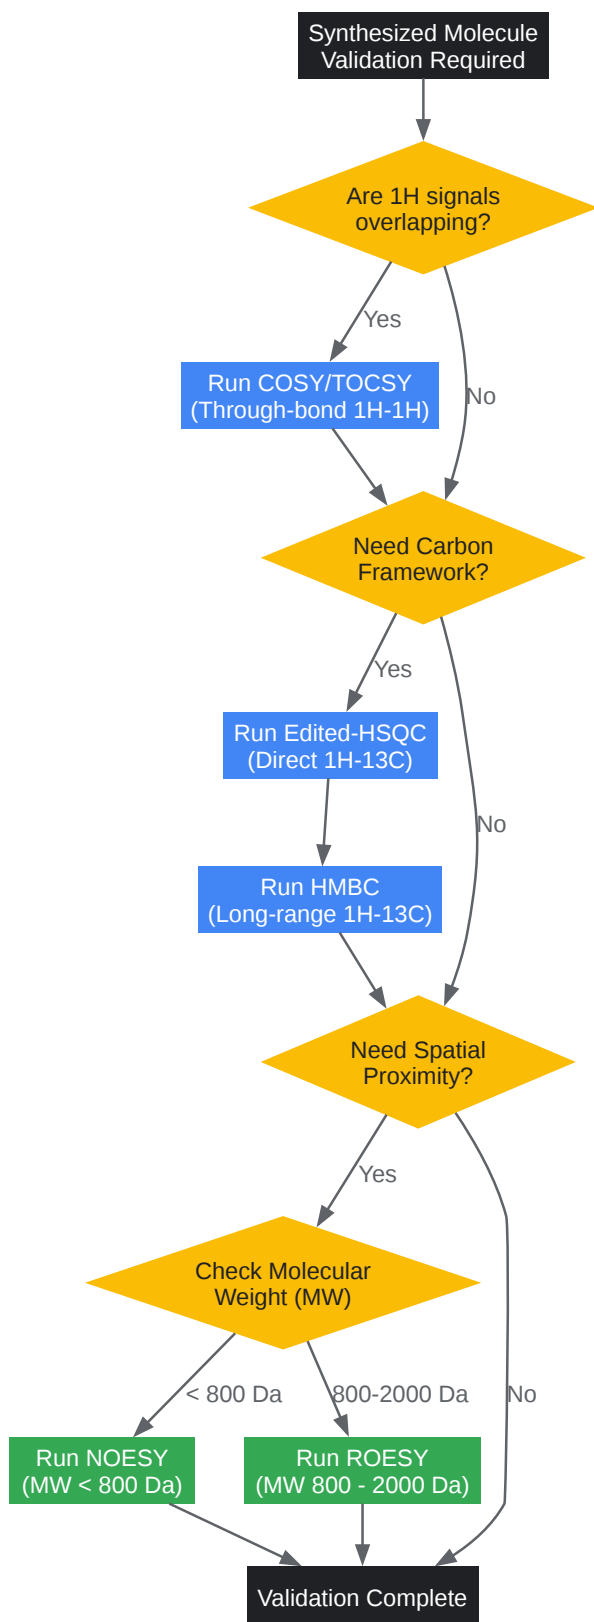 Synthesized Molecule
Validation Required
Are 1H signals
overlapping?
Yes
Run COSY/TOCSY
(Through-bond 1H-1H)
No
Need Carbon
Framework?
Yes
Run Edited-HSQC
(Direct 1H-13C)
No
Run HMBC
(Long-range 1H-13C)
Need Spatial
Proximity?
Yes
Check Molecular
Weight (MW)
< 800 Da
800-2000 Da
No
Run NOESY
(MW < 800 Da)
Run ROESY
(MW 800 - 2000 Da)
Validation Complete